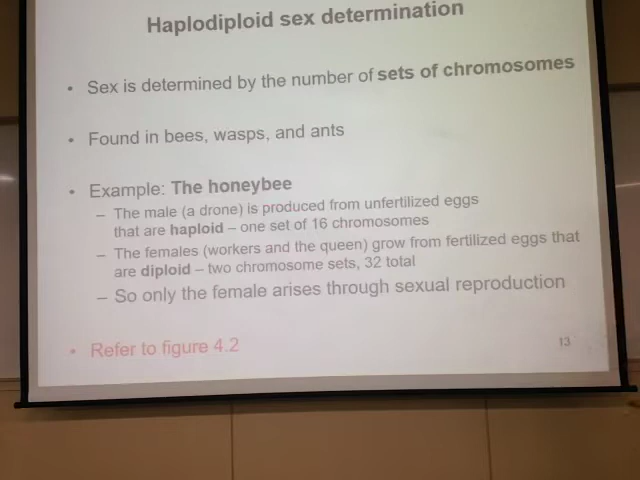 Haplodiploid sex determination
• Sex is determined by the number of sets of chromosomes
• Found in bees, wasps, and ants
• Example: The honeybee
– The male (a drone) is produced from unfertilized eggs
that are haploid – one set of 16 chromosomes
– The females (workers and the queen) grow from fertilized eggs that
are diploid – two chromosome sets, 32 total
– So only the female arises through sexual reproduction
• Refer to figure 4.2
13